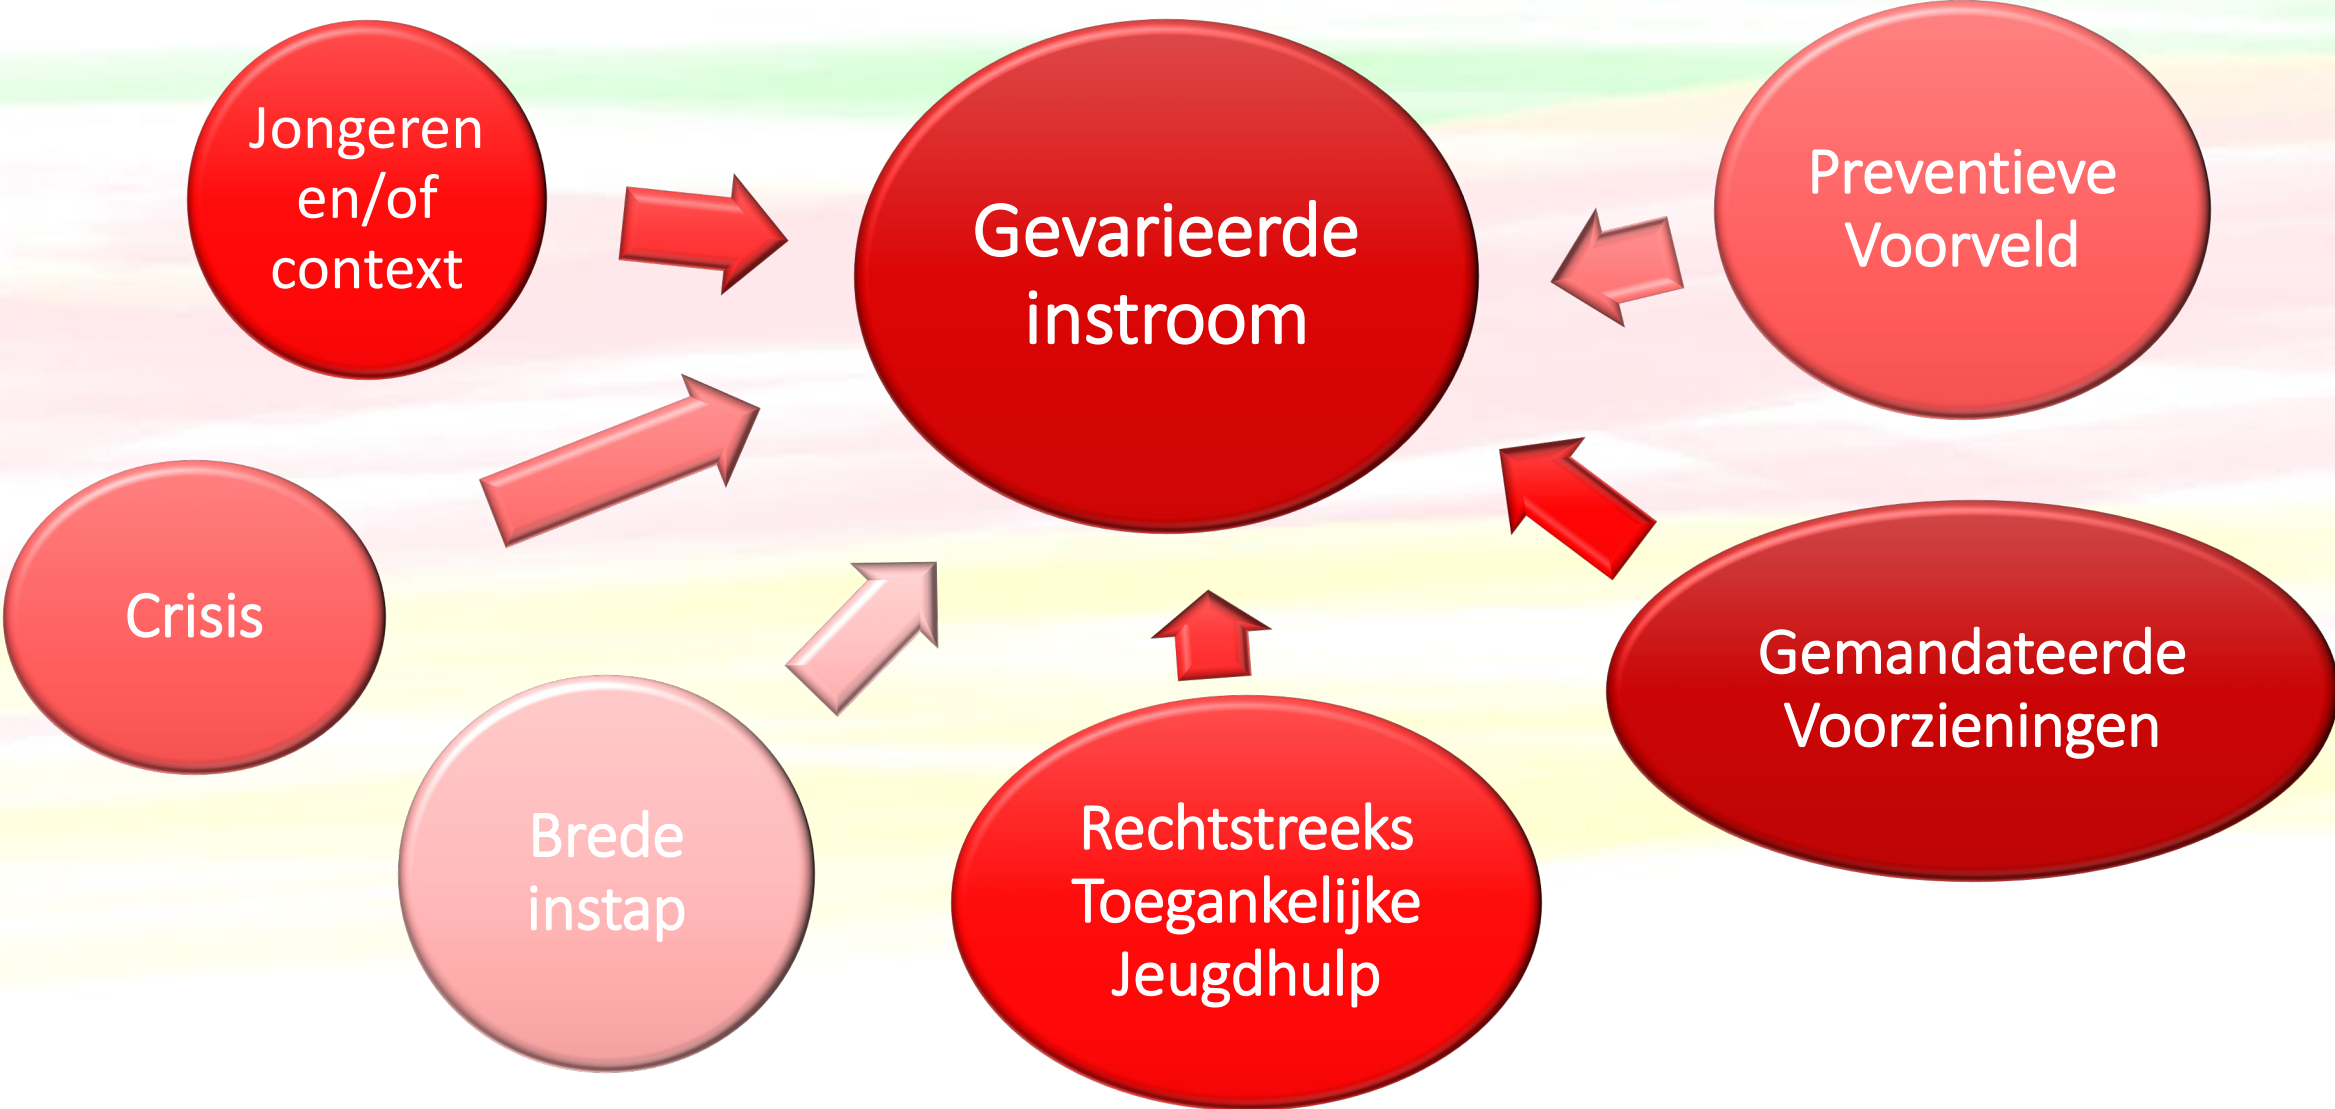 Jongeren
en/of
context
Gevarieerde
instroom
Preventieve
Voorveld
Crisis
Brede
instap
Rechtstreeks
Toegankelijke
Jeugdhulp
Gemandateerde
Voorzieningen